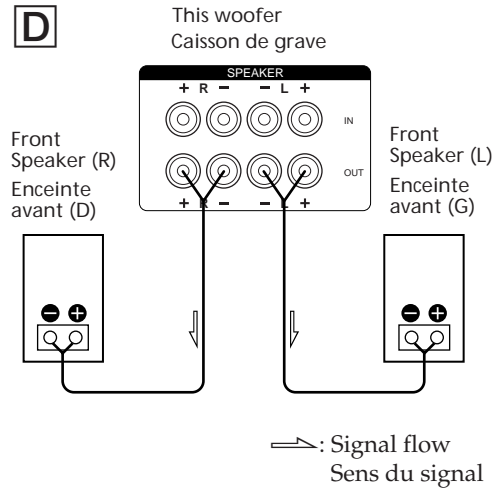 D
This woofer
Caisson de grave
SPEAKER
+ R − − L +
IN
Front
Speaker (R)
Enceinte
avant (D)
OUT
Front
Speaker (L)
Enceinte
avant (G)
+ R − − L +
− +
− +
: Signal flow
Sens du signal